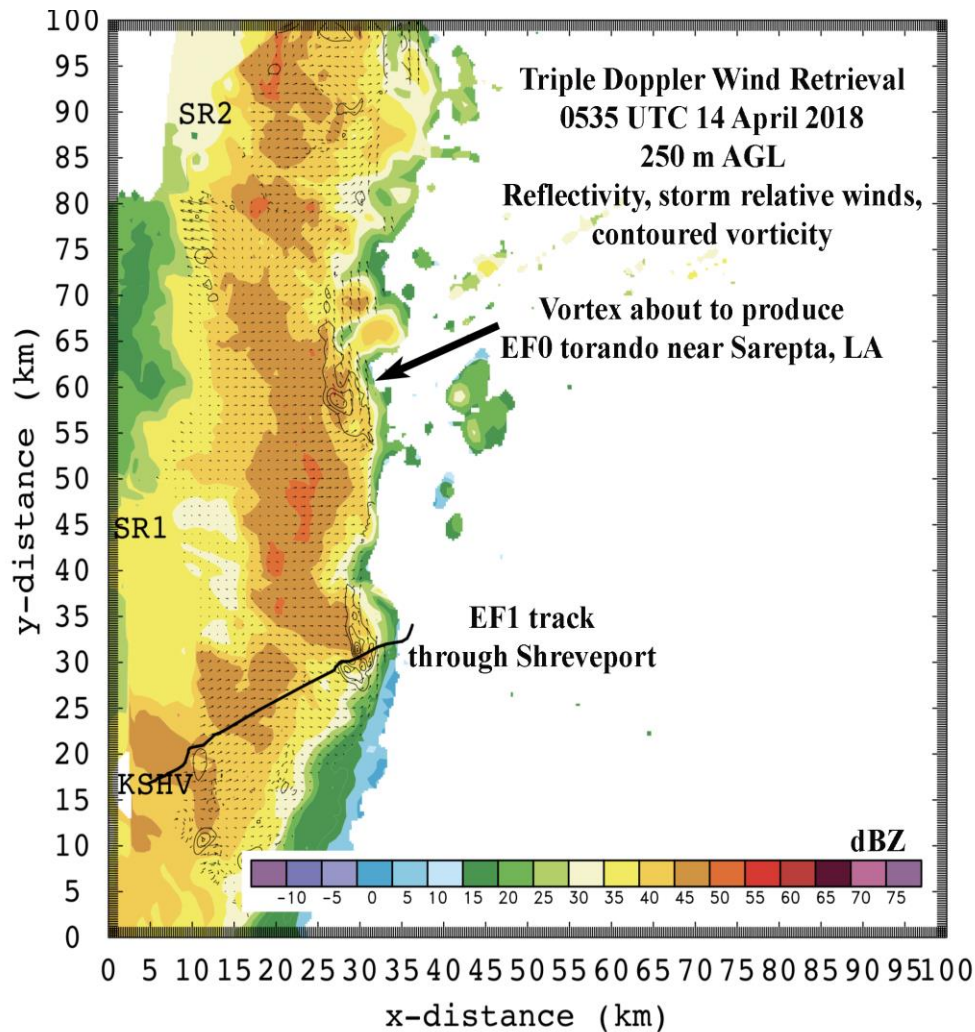 100
95
90
85
80
75
70
65
60
55
50
45
40
35
30
25
20
15
10
5
0
y-distance (km)
SR2
SR1
KSHV
Triple Doppler Wind Retrieval
0535 UTC 14 April 2018
250 m AGL
Reflectivity, storm relative winds,
contoured vorticity
Vortex about to produce
EF0 torando near Sarepta, LA
EF1 track
through Shreveport
dBZ
-10 -5 0 5 10 15 20 25 30 35 40 45 50 55 60 65 70 75
0 5 10 15 20 25 30 35 40 45 50 55 60 65 70 75 80 85 90 95 100
x-distance (km)